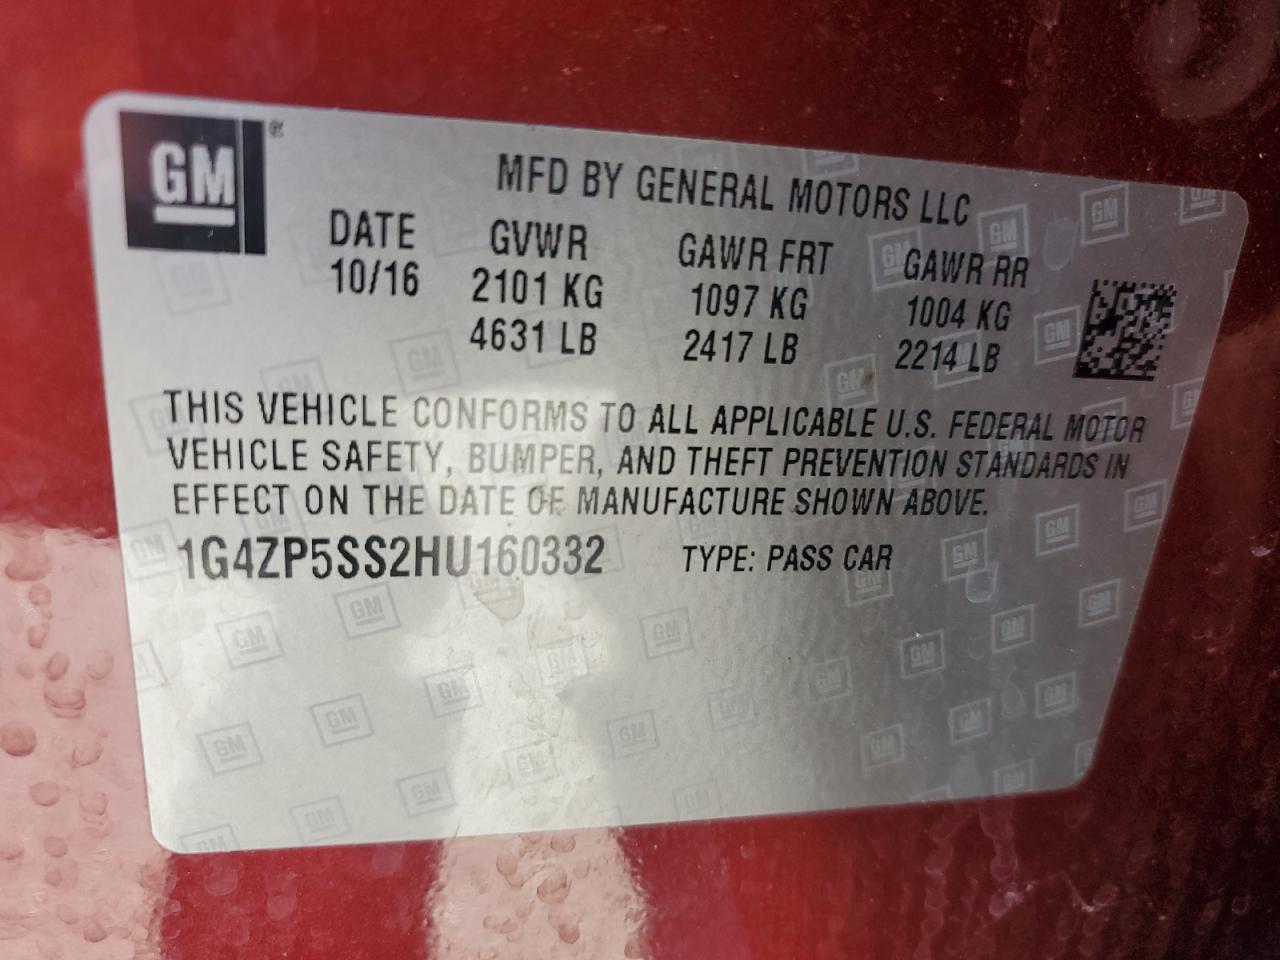 GM
MFD BY GENERAL MOTORS LLC
DATE GVWR GAWR FRT GAWR RR
10/16 2101 KG 1097 KG 1004 KG
4631 LB 2417 LB 2214 LB
THIS VEHICLE CONFORMS TO ALL APPLICABLE U.S. FEDERAL MOTOR
VEHICLE SAFETY, BUMPER, AND THEFT PREVENTION STANDARDS IN
EFFECT ON THE DATE OF MANUFACTURE SHOWN ABOVE.
1G4ZP5SS2HU160332 TYPE: PASS CAR